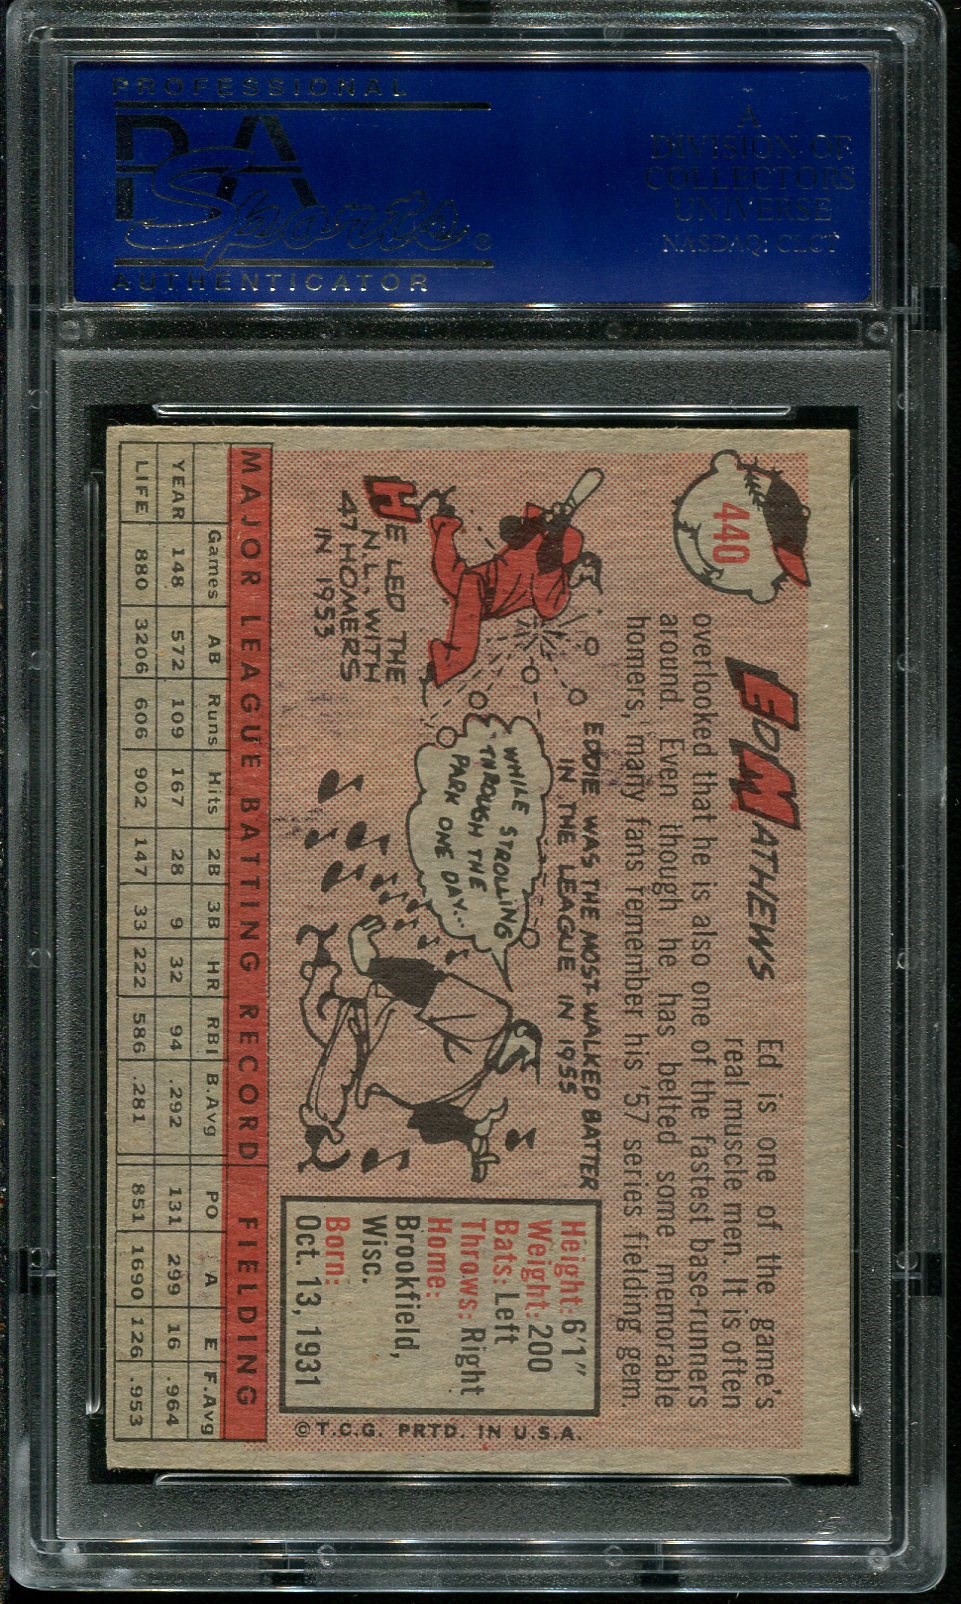 PROFESSIONAL
PSA
Sports®
AUTHENTICATOR
A
DIVISION OF
COLLECTORS
UNIVERSE
NASDAQ: CLCT
440
ED MATHEWS
Ed is one of the game's
real muscle men. It is often
overlooked that he is also one of the fastest base-runners
around. Even though he has belted some memorable
homers, many fans remember his '57 series fielding gem.
HE LED THE
N.L. WITH
47 HOMERS
IN 1953
EDDIE WAS THE MOST-WALKED BATTER
IN THE LEAGUE IN 1955
WHILE STROLLING
THROUGH THE
PARK ONE DAY...
Height: 6'1"
Weight: 200
Bats: Left
Throws: Right
Home:
Brookfield,
Wisc.
Born:
Oct. 13, 1931
© T.C.G. PRTD. IN U.S.A.
MAJOR LEAGUE BATTING RECORD FIELDING
Games AB Runs Hits 2B 3B HR RBI B.Avg PO A E F.Avg
YEAR 148 572 109 167 28 9 32 94 .292 131 299 16 .964
LIFE 880 3206 606 902 147 33 222 586 .281 851 1690 126 .953